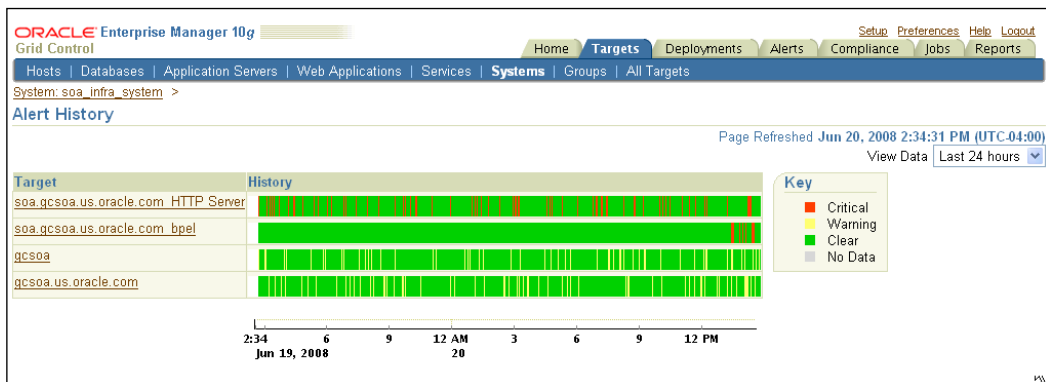 ORACLE Enterprise Manager 10g
Grid Control
Setup Preferences Help Logout
Home Targets Deployments Alerts Compliance Jobs Reports
Hosts | Databases | Application Servers | Web Applications | Services | Systems | Groups | All Targets
System: soa_infra_system >
Alert History
Page Refreshed Jun 20, 2008 2:34:31 PM (UTC-04:00)
View Data Last 24 hours
Target History
soa.gcsoa.us.oracle.com_HTTP Server
soa.gcsoa.us.oracle.com_bpel
gcsoa
gcsoa.us.oracle.com
Key
Critical
Warning
Clear
No Data
2:34 6 9 12 AM 3 6 9 12 PM
Jun 19, 2008 20